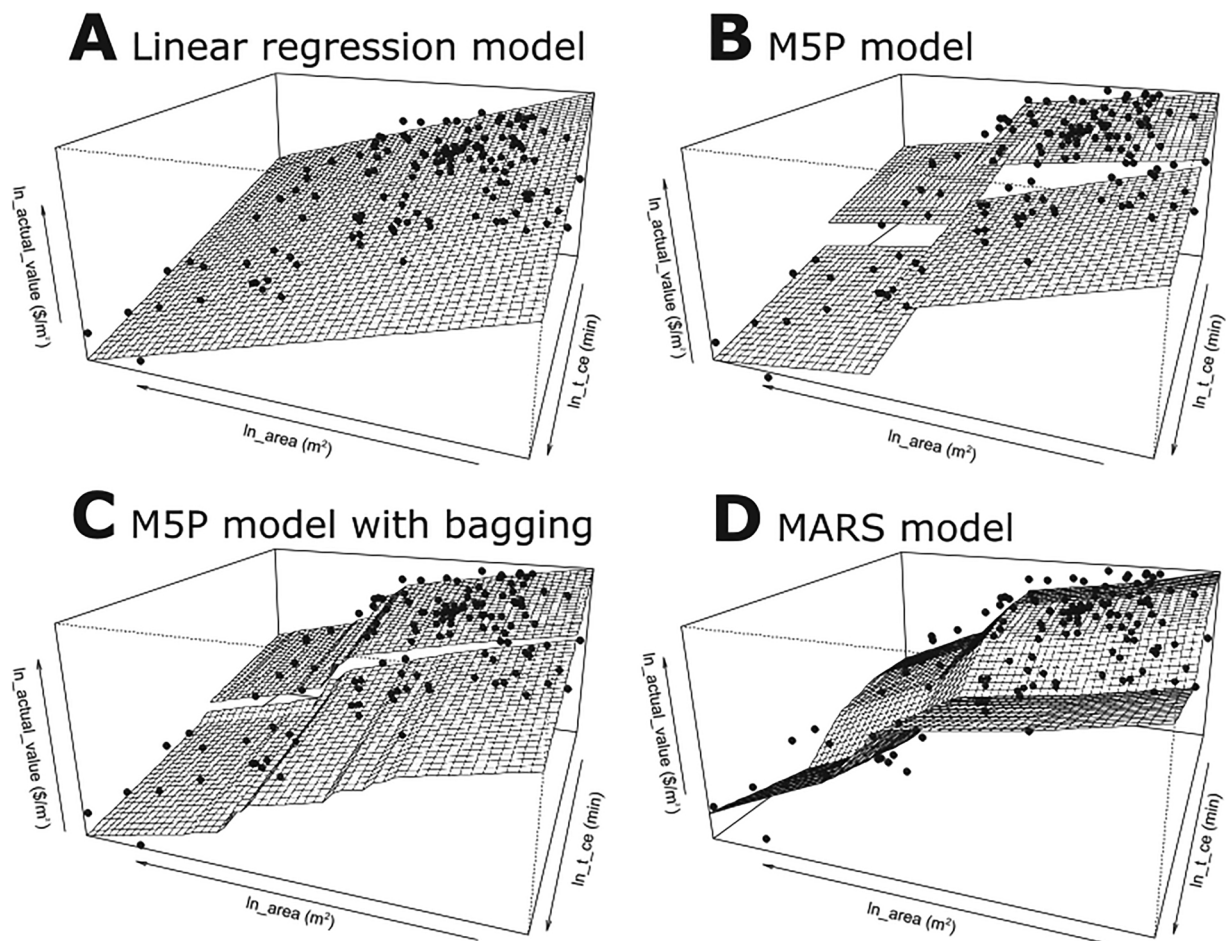 A Linear regression model
ln_actual_value ($/m²)
ln_area (m²)
ln_t_ce (min)
B M5P model
ln_actual_value ($/m²)
ln_area (m²)
ln_t_ce (min)
C M5P model with bagging
ln_actual_value ($/m²)
ln_area (m²)
ln_t_ce (min)
D MARS model
ln_actual_value ($/m²)
ln_area (m²)
ln_t_ce (min)